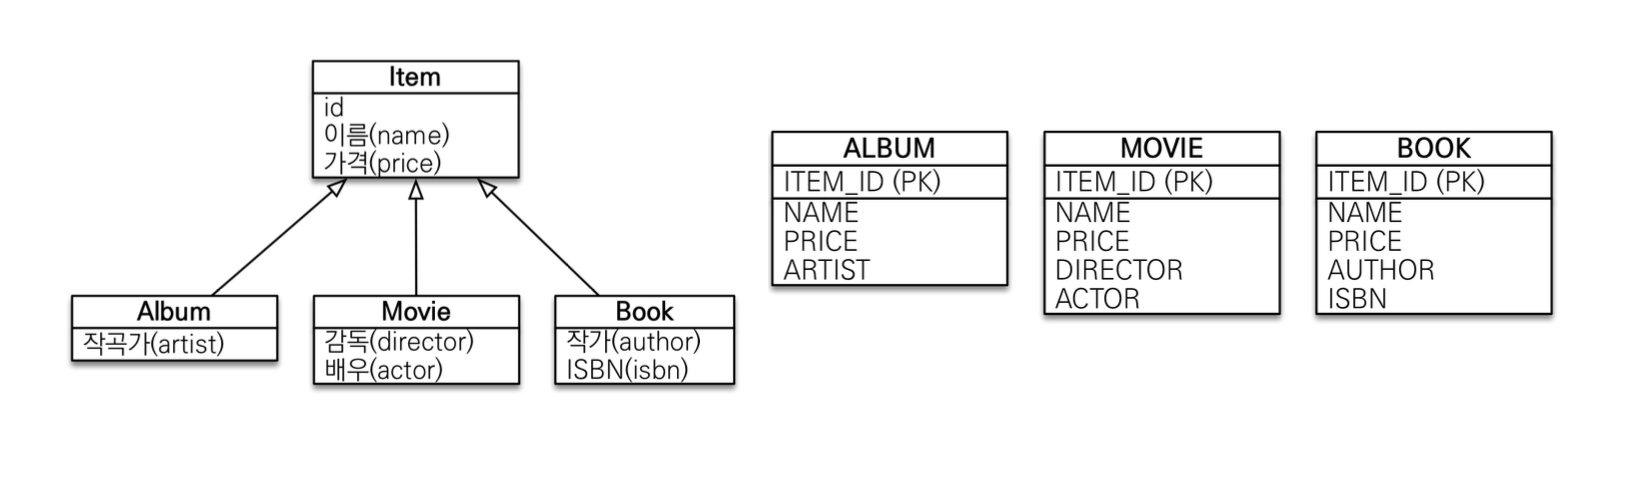 Item
id
이름(name)
가격(price)
Album
작곡가(artist)
Movie
감독(director)
배우(actor)
Book
작가(author)
ISBN(isbn)
ALBUM
ITEM_ID (PK)
NAME
PRICE
ARTIST
MOVIE
ITEM_ID (PK)
NAME
PRICE
DIRECTOR
ACTOR
BOOK
ITEM_ID (PK)
NAME
PRICE
AUTHOR
ISBN